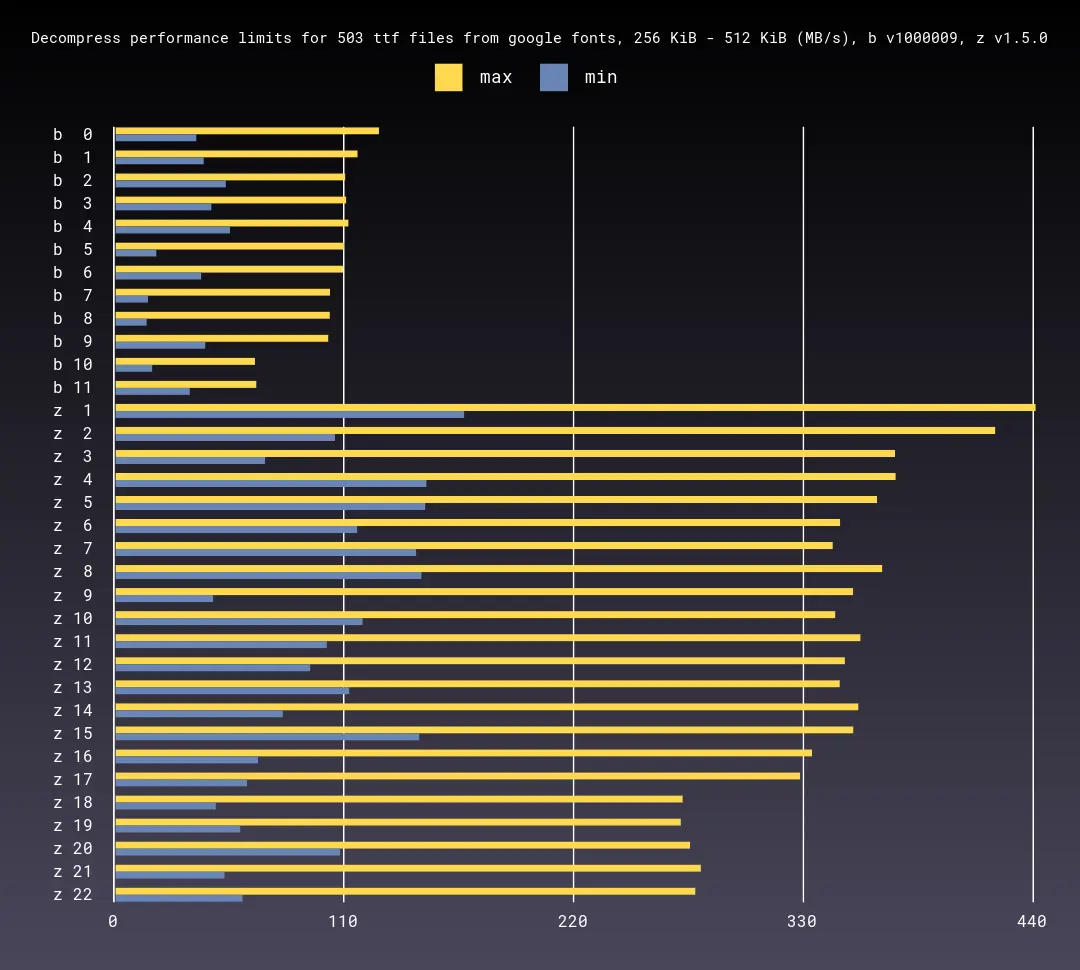 Decompress performance limits for 503 ttf files from google fonts, 256 KiB - 512 KiB (MB/s), b v1000009, z v1.5.0
max min
b 0
b 1
b 2
b 3
b 4
b 5
b 6
b 7
b 8
b 9
b 10
b 11
z 1
z 2
z 3
z 4
z 5
z 6
z 7
z 8
z 9
z 10
z 11
z 12
z 13
z 14
z 15
z 16
z 17
z 18
z 19
z 20
z 21
z 22
0 110 220 330 440